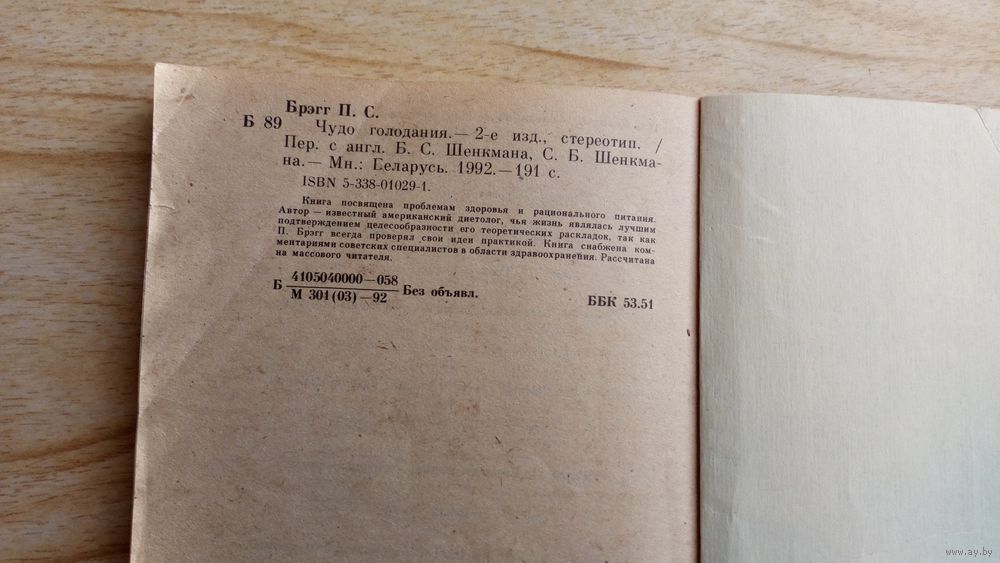 Брэгг П. С.
Б 89 Чудо голодания.— 2-е изд., стереотип. /
Пер. с англ. Б. С. Шенкмана, С. Б. Шенкма-
на.— Мн.: Беларусь. 1992.—191 с.
ISBN 5-338-01029-1.
Книга посвящена проблемам здоровья и рационального питания.
Автор — известный американский диетолог, чья жизнь являлась лучшим
подтверждением целесообразности его теоретических раскладок, так как
П. Брэгг всегда проверял свои идеи практикой. Книга снабжена ком-
ментариями советских специалистов в области здравоохранения. Рассчитана
на массового читателя.
Б 4105040000—058
М 301(03)—92 Без объявл.
ББК 53.51
www.ay.by